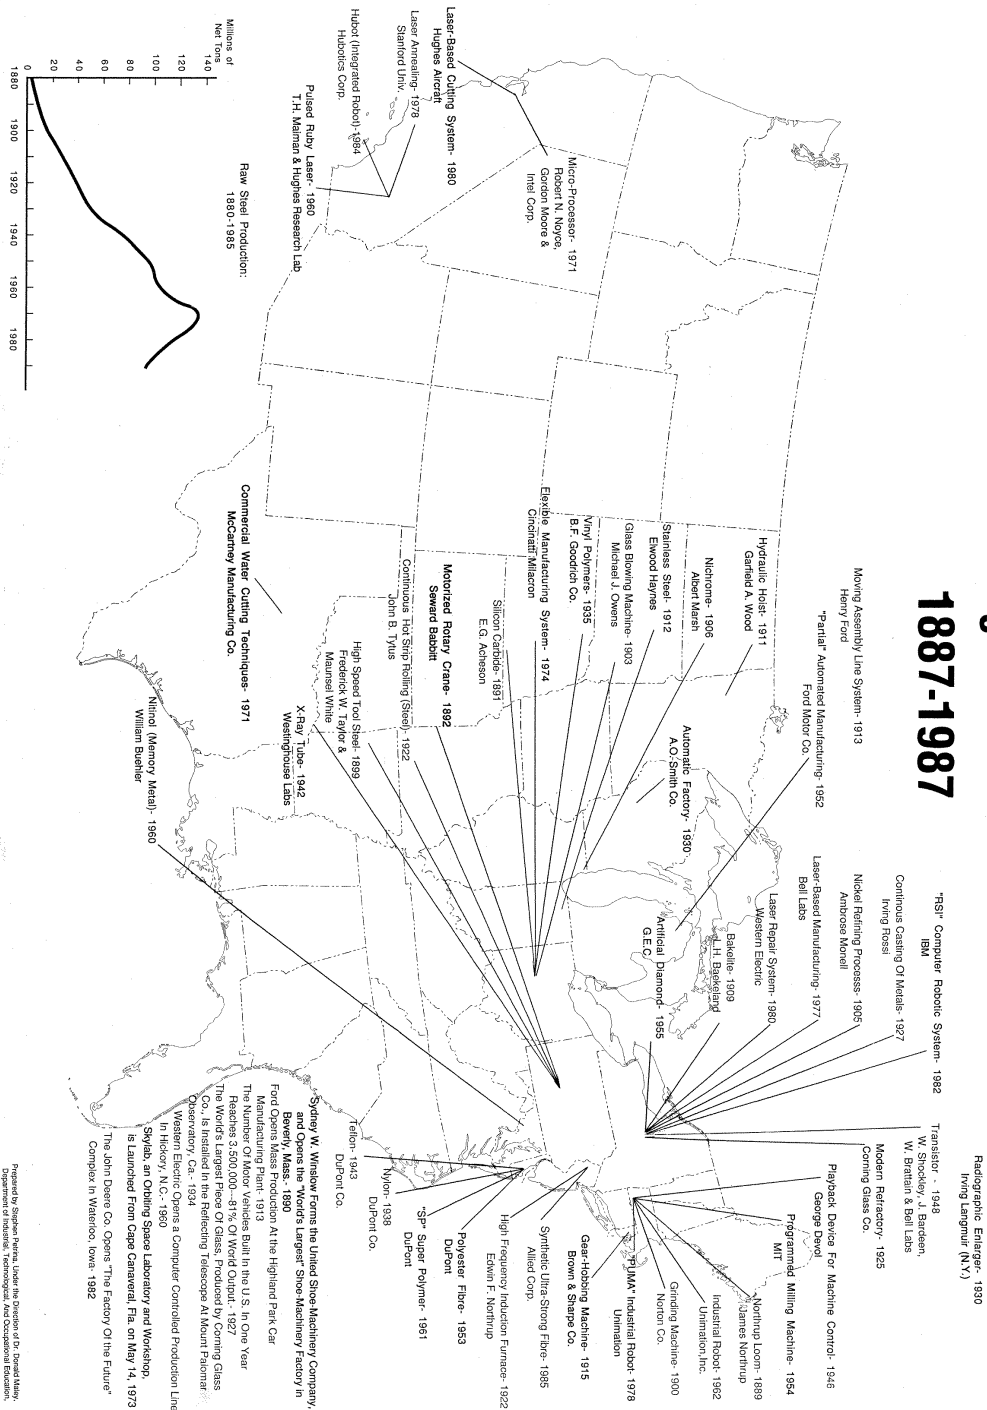 1887-1987
Radiographic Enlarger- 1930
Irving Langmuir (N.Y.)
"RSI" Computer Robotic System- 1982
IBM
Continous Casting Of Metals- 1927
Irving Rossi
Nickel Refining Processs- 1905
Ambrose Monell
Laser-Based Manufacturing- 1977
Bell Labs
Laser Repair System- 1980
Western Electric
Bakelite- 1909
L.H. Baekeland
Artificial Diamond- 1955
G.E.C.
Transistor - 1948
W. Shockley, J. Bardeen,
W. Brattain & Bell Labs
Modern Refractory- 1925
Corning Glass Co.
Playback Device For Machine Control- 1946
George Devol
Programmed Milling Machine- 1954
MIT
Northrup Loom- 1889
James Northrup
Industrial Robot- 1962
Unimation, Inc.
Grinding Machine- 1900
Norton Co.
"PUMA" Industrial Robot- 1978
Unimation
Gear-Hobbing Machine- 1915
Brown & Sharpe Co.
Synthetic Ultra-Strong Fibre- 1985
Allied Corp.
High Frequency Induction Furnace- 1922
Edwin F. Northrup
Polyester Fibre- 1953
DuPont
"SP" Super Polymer- 1961
DuPont
Nylon- 1938
DuPont Co.
Teflon- 1943
DuPont Co.
Moving Assembly Line System- 1913
Henry Ford
"Partial" Automated Manufacturing- 1952
Ford Motor Co.
Hydraulic Hoist- 1911
Garfield A. Wood
Automatic Factory- 1930
A.O. Smith Co.
Nichrome- 1906
Albert Marsh
Stainless Steel- 1912
Elwood Haynes
Glass Blowing Machine- 1903
Michael J. Owens
Vinyl Polymers- 1935
B.F. Goodrich Co.
Flexible Manufacturing System- 1974
Cincinatti Milacron
Silicon Carbide- 1891
E.G. Acheson
Motorized Rotary Crane- 1892
Seward Babbitt
Continuous Hot Strip Rolling (Steel)- 1922
John B. Tytus
High Speed Tool Steel- 1899
Frederick W. Taylor &
Maunsel White
X-Ray Tube- 1942
Westinghouse Labs
Commercial Water Cutting Techniques- 1971
McCartney Manufacturing Co.
Nitinol (Memory Metal)- 1960
William Buehler
Micro-Processor- 1971
Robert N. Noyce,
Gordon Moore &
Intel Corp.
Laser-Based Cutting System- 1980
Hughes Aircraft
Laser Annealing- 1978
Stanford Univ.
Hubot (Integrated Robot)-1984
Hubotics Corp.
Pulsed Ruby Laser- 1960
T.H. Maiman & Hughes Research Lab
Raw Steel Production:
1880-1985
Millions of
Net Tons
140
120
100
80
60
40
20
0
1880 1900 1920 1940 1960 1980
Sydney W. Winslow Forms the United Shoe Machinery Company,
and Opens the "World's Largest" Shoe-Machinery Factory in
Beverly, Mass.- 1890
Ford Opens Mass Production At the Highland Park Car
Manufacturing Plant- 1913
The Number Of Motor Vehicles Built In the U.S. In One Year
Reaches 3,500,000---81% Of World Output.- 1927
The World's Largest Piece Of Glass, Produced by Corning Glass
Co., Is Installed In the Reflecting Telescope At Mount Palomar
Observatory, Ca.- 1934
Western Electric Opens a Computer Controlled Production Line
In Hickory, N.C.- 1960
Skylab, an Orbiting Space Laboratory and Workshop,
is Launched From Cape Canaveral, Fla. on May 14, 1973
The John Deere Co. Opens "The Factory Of the Future"
Complex In Waterloo, Iowa- 1982
Prepared by Stephen Petrina, Under the Direction of Dr. Donald Maley,
Department of Industrial, Technological, And Occupational Education,